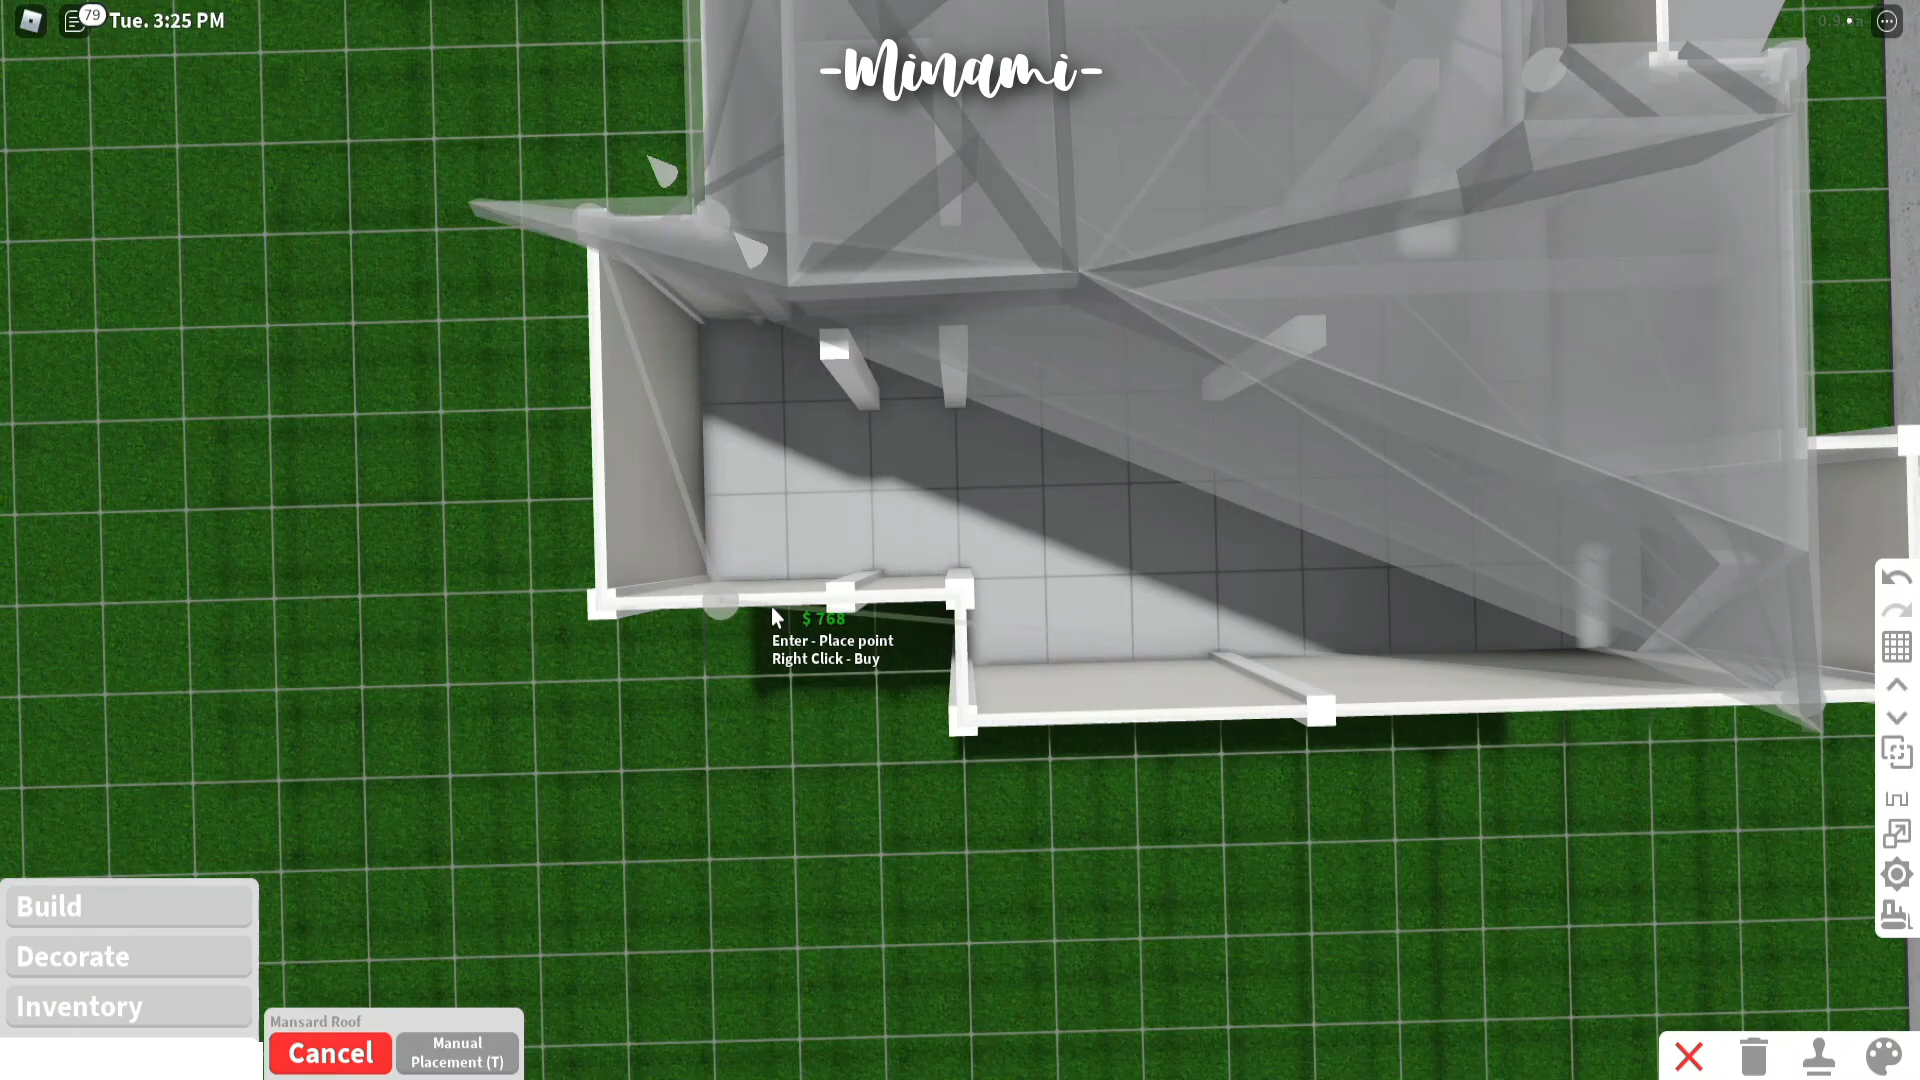 79
Tue. 3:25 PM
-Minami-
$ 768
Enter - Place point
Right Click - Buy
Build
Decorate
Inventory
Mansard Roof
Cancel
Manual
Placement (T)